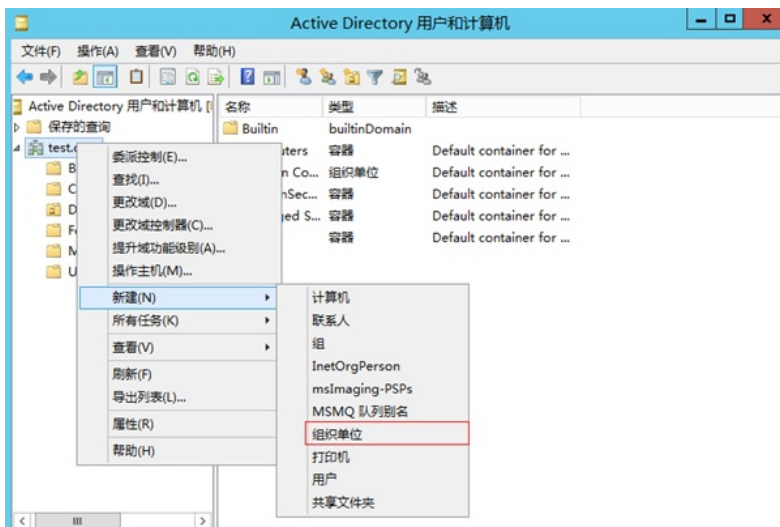 Active Directory 用户和计算机
文件(F) 操作(A) 查看(V) 帮助(H)
Active Directory 用户和计算机 [
保存的查询
test.c
B
C
D
F
N
U
名称 类型 描述
Builtin builtinDomain
uters 容器 Default container for ...
n Co... 组织单位
nSec... 容器 Default container for ...
ged S... 容器 Default container for ...
容器 Default container for ...
委派控制(E)...
查找(I)...
更改域(D)...
更改域控制器(C)...
提升域功能级别(A)...
操作主机(M)...
新建(N)
所有任务(K)
查看(V)
刷新(F)
导出列表(L)...
属性(R)
帮助(H)
计算机
联系人
组
InetOrgPerson
msImaging-PSPs
MSMQ 队列别名
组织单位
打印机
用户
共享文件夹